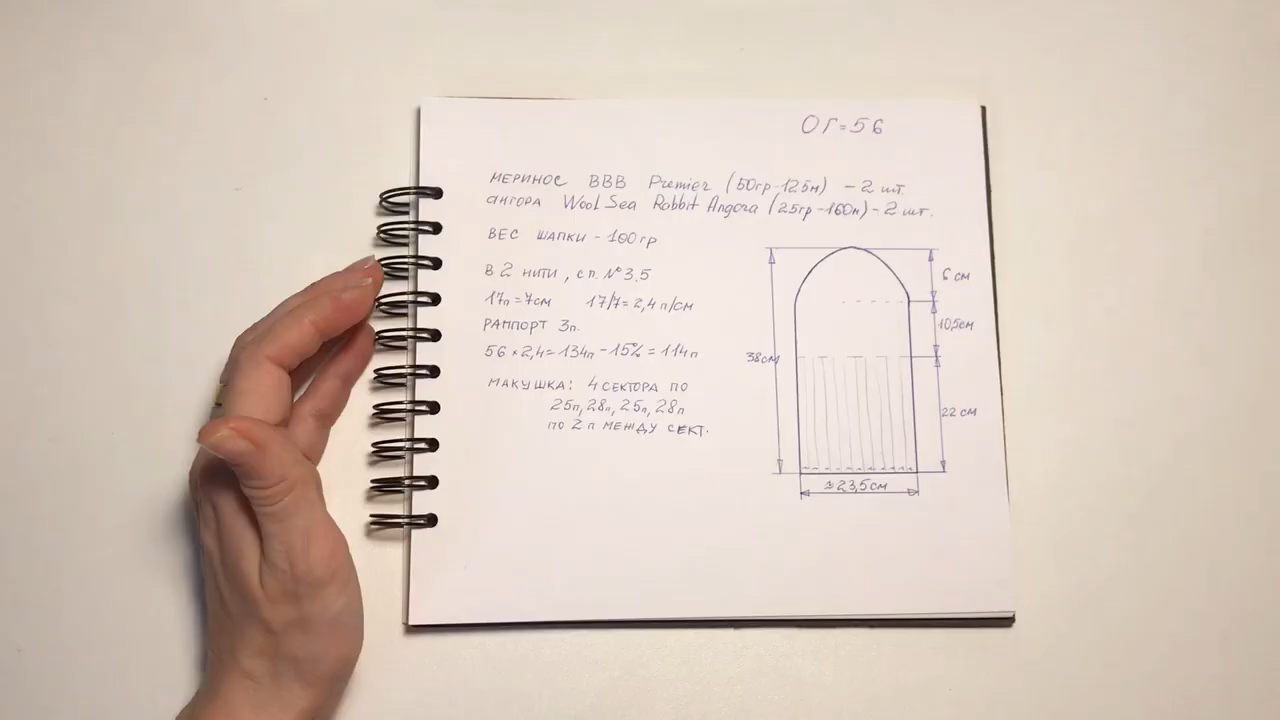 ОГ=56
МЕРИНОС BBB Premier (50гр-125м) - 2 шт.
АНГОРА Wool Sea Rabbit Angora (25гр-160м) - 2 шт.
ВЕС ШАПКИ - 100гр
В 2 НИТИ, СП. №3.5
17п=7см 17/7=2,4 п/см
РАППОРТ 3п.
56×2,4=134п-15%=114п
МАКУШКА: 4 СЕКТОРА ПО
25п, 28п, 25п, 28п
ПО 2 П МЕЖДУ СЕКТ.
6 см
10,5см
38см
22 см
≈23,5см